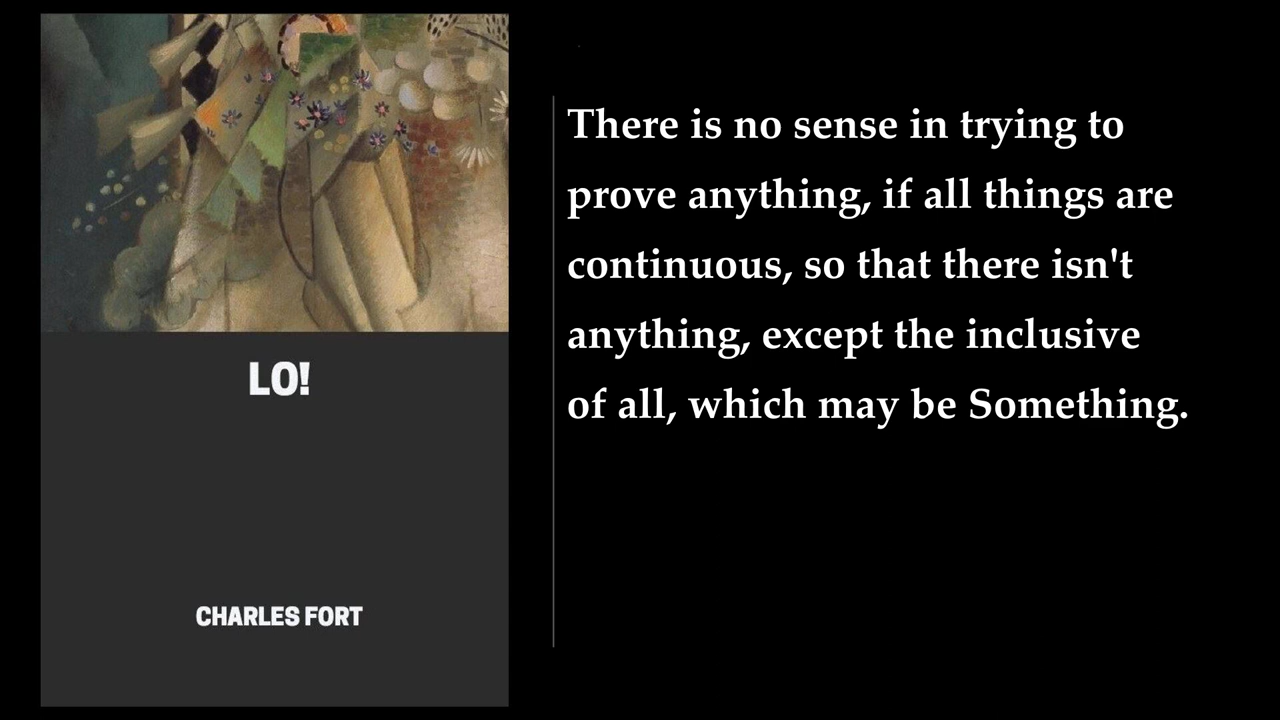 LO!
CHARLES FORT
There is no sense in trying to
prove anything, if all things are
continuous, so that there isn't
anything, except the inclusive
of all, which may be Something.